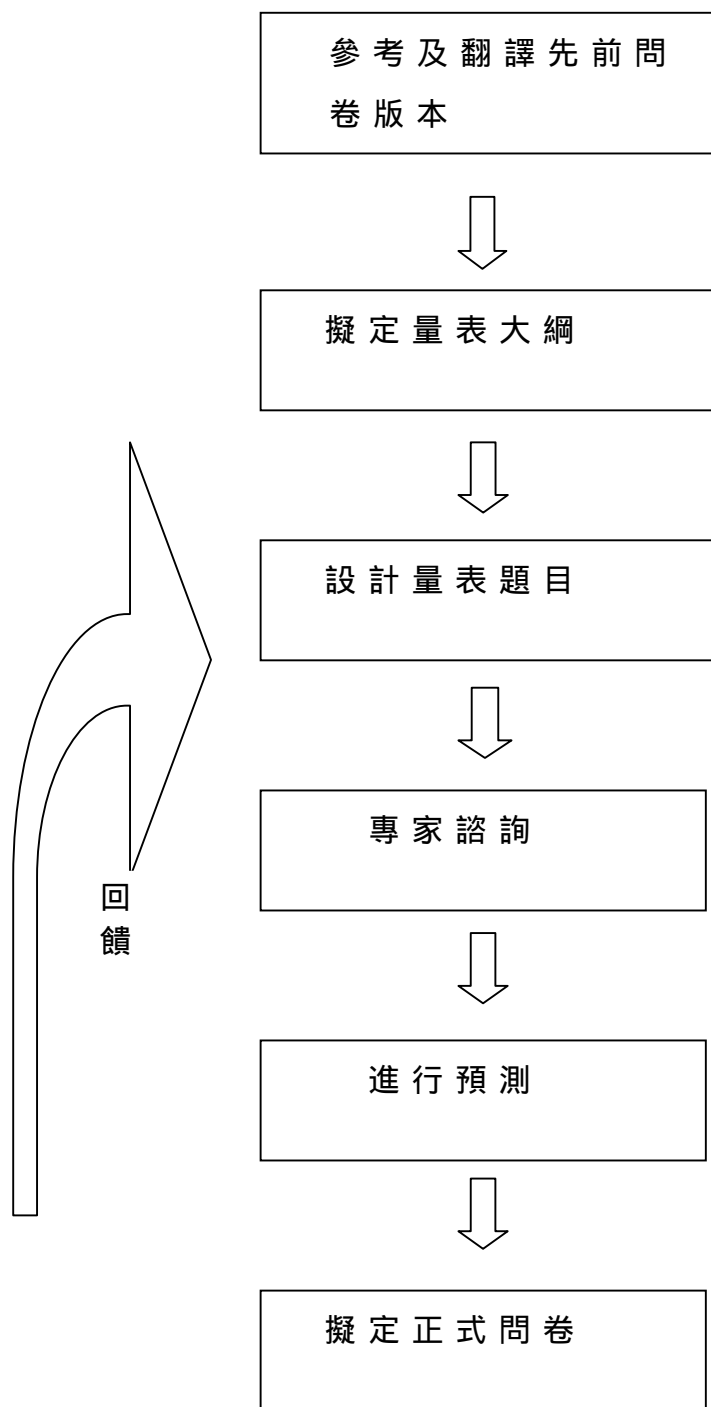 參考及翻譯先前問
卷版本
擬定量表大綱
設計量表題目
專家諮詢
回
饋
進行預測
擬定正式問卷